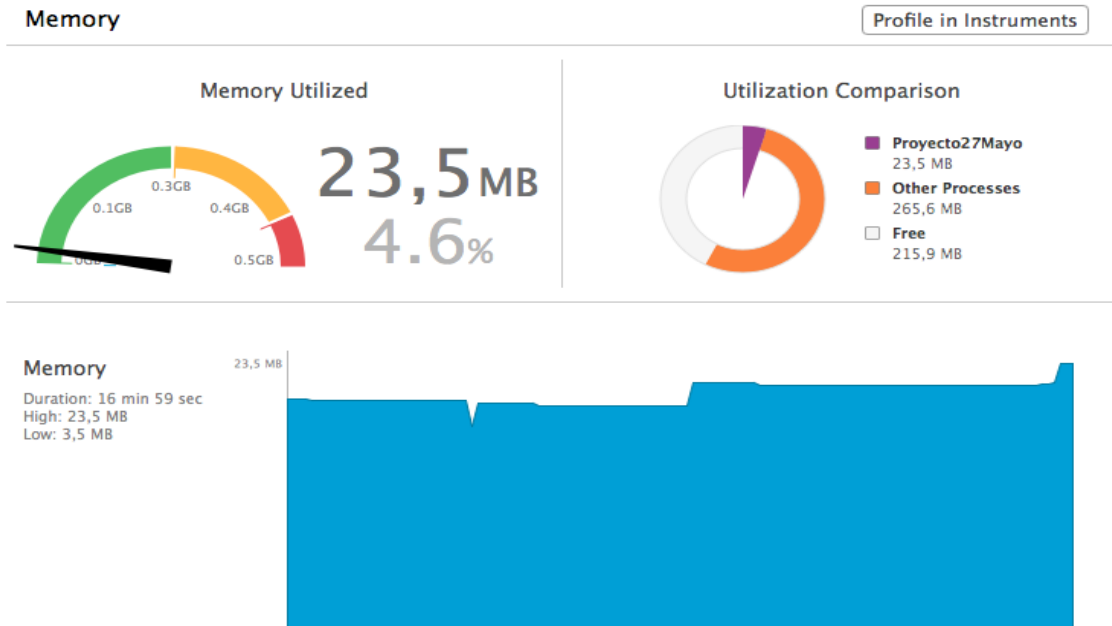 Memory
Profile in Instruments
Memory Utilized
0GB
0.1GB
0.3GB
0.4GB
0.5GB
23,5 MB
4.6%
Utilization Comparison
Proyecto27Mayo
23,5 MB
Other Processes
265,6 MB
Free
215,9 MB
Memory
Duration: 16 min 59 sec
High: 23,5 MB
Low: 3,5 MB
23,5 MB